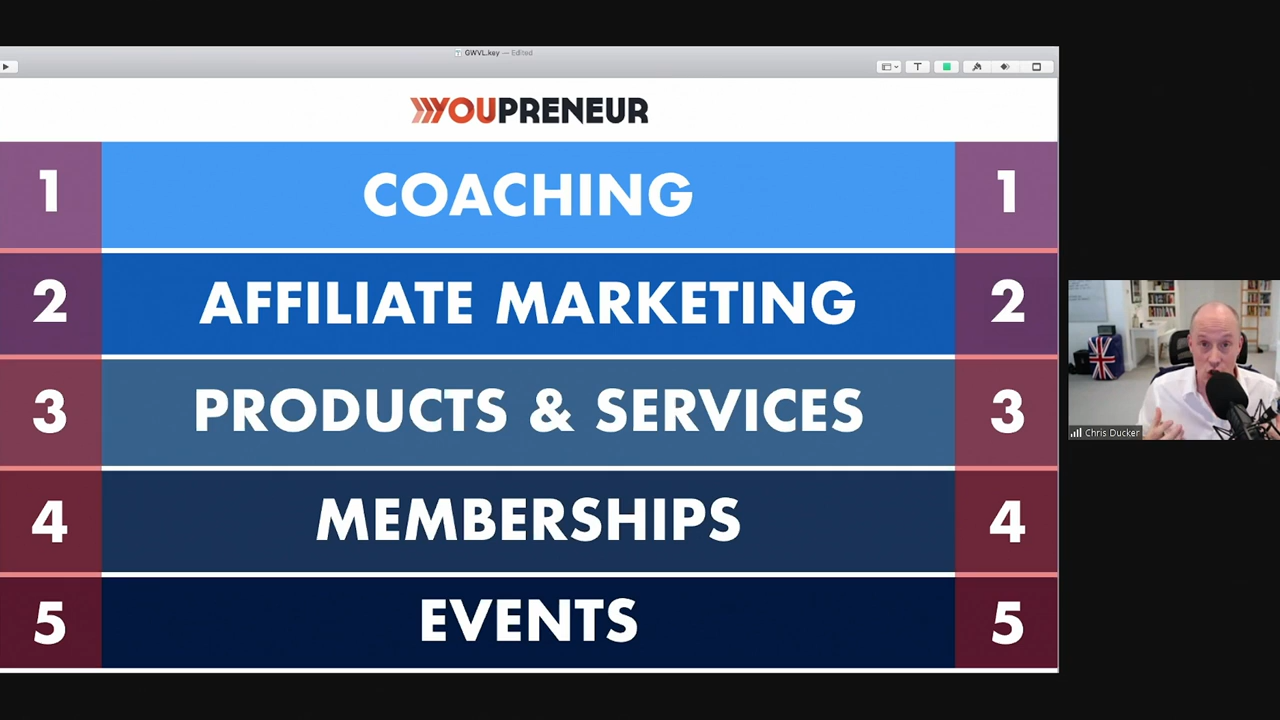 GWVL.key — Edited
YOUPRENEUR
1 COACHING 1
2 AFFILIATE MARKETING 2
3 PRODUCTS & SERVICES 3
4 MEMBERSHIPS 4
5 EVENTS 5
Chris Ducker